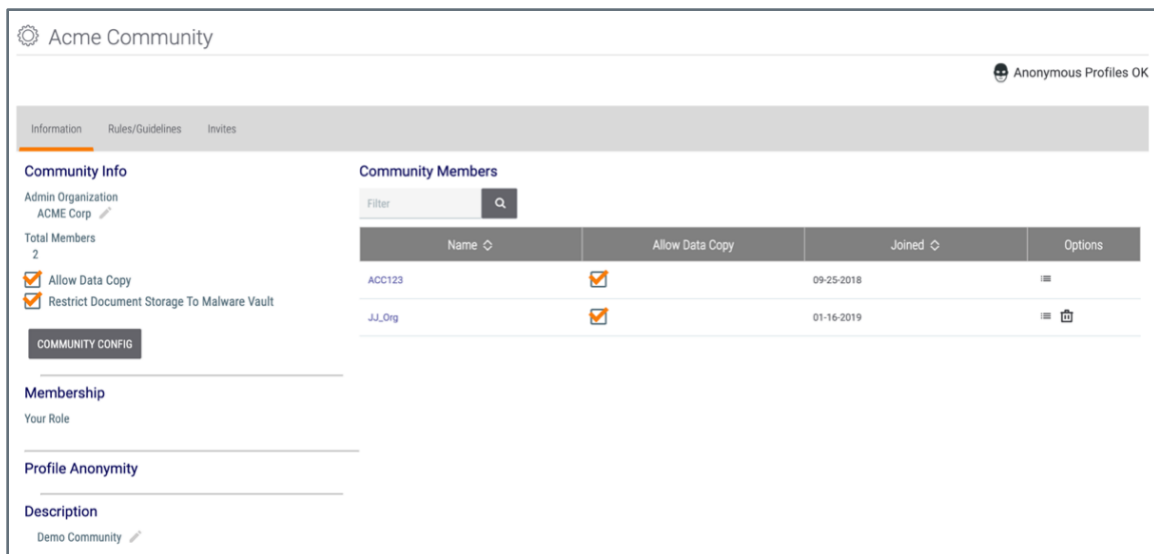 Acme Community
Anonymous Profiles OK
Information Rules/Guidelines Invites
Community Info
Admin Organization
ACME Corp
Total Members
2
Allow Data Copy
Restrict Document Storage To Malware Vault
COMMUNITY CONFIG
Membership
Your Role
Profile Anonymity
Description
Demo Community
Community Members
Filter
Name Allow Data Copy Joined Options
ACC123 09-25-2018
JJ_Org 01-16-2019